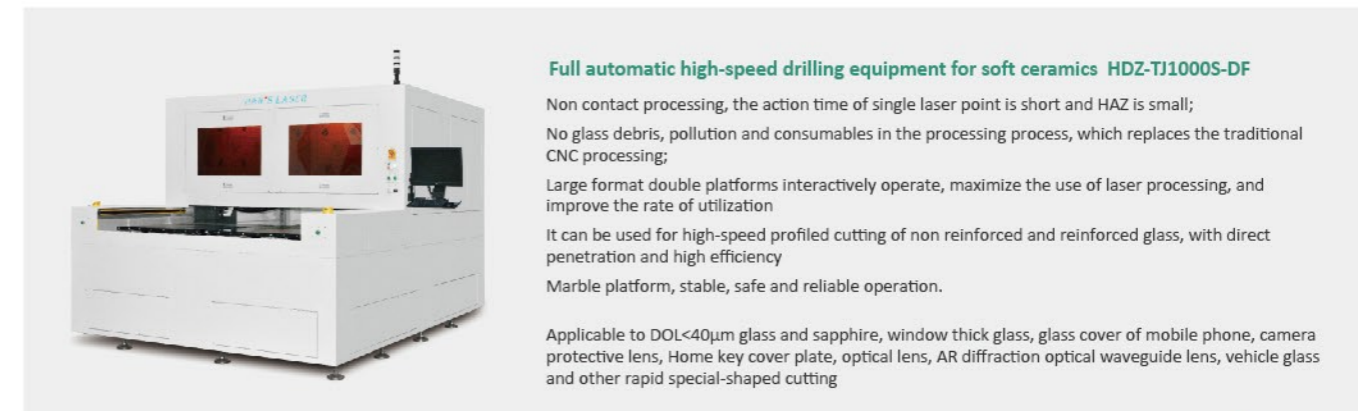 HAN'S LASER
Full automatic high-speed drilling equipment for soft ceramics HDZ-TJ1000S-DF
Non contact processing, the action time of single laser point is short and HAZ is small;
No glass debris, pollution and consumables in the processing process, which replaces the traditional
CNC processing;
Large format double platforms interactively operate, maximize the use of laser processing, and
improve the rate of utilization
It can be used for high-speed profiled cutting of non reinforced and reinforced glass, with direct
penetration and high efficiency
Marble platform, stable, safe and reliable operation.
Applicable to DOL<40μm glass and sapphire, window thick glass, glass cover of mobile phone, camera
protective lens, Home key cover plate, optical lens, AR diffraction optical waveguide lens, vehicle glass
and other rapid special-shaped cutting